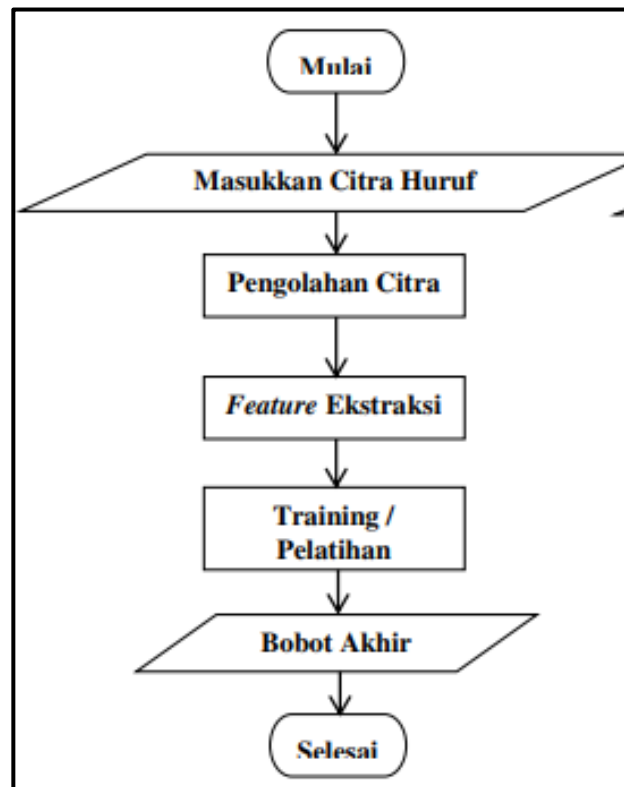 Mulai
Masukkan Citra Huruf
Pengolahan Citra
Feature Ekstraksi
Training /
Pelatihan
Bobot Akhir
Selesai